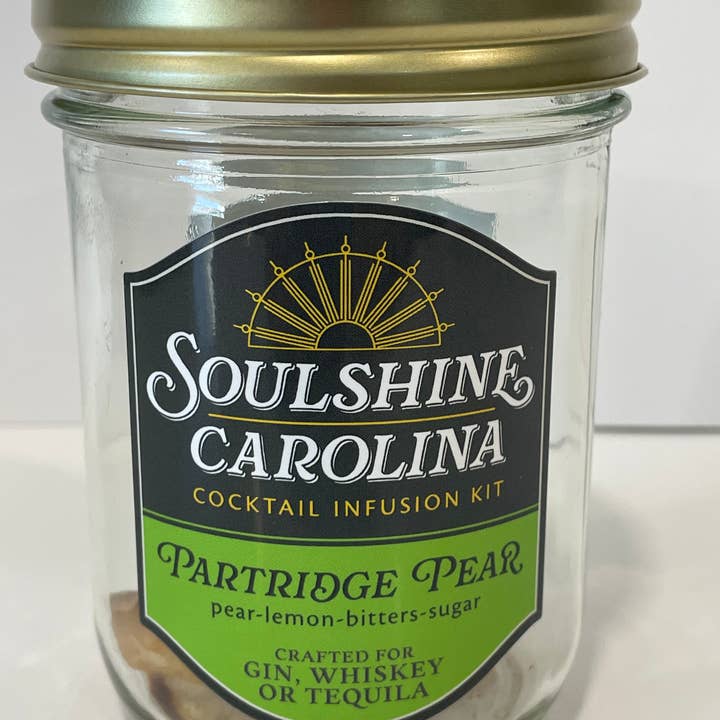 SOULSHINE
CAROLINA
COCKTAIL INFUSION KIT
PARTRIDGE PEAR
pear-lemon-bitters-sugar
CRAFTED FOR
GIN, WHISKEY
OR TEQUILA